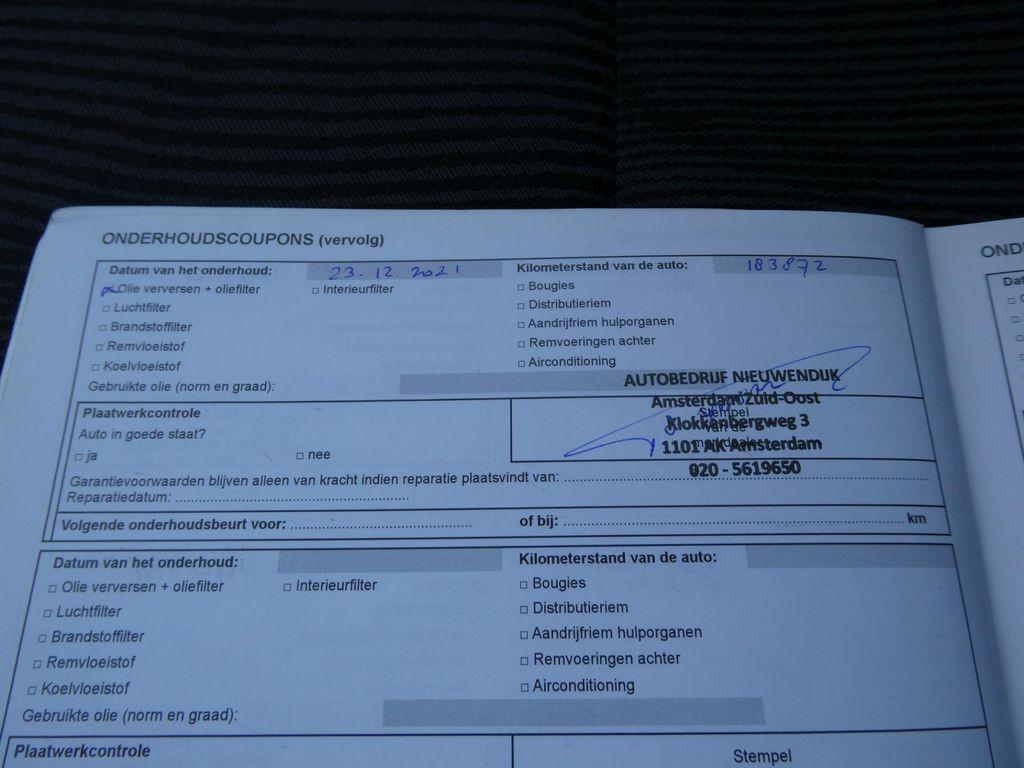 ONDERHOUDSCOUPONS (vervolg)
Datum van het onderhoud: 23.12.2021 Kilometerstand van de auto: 183872
Olie verversen + oliefilter Interieurfilter Bougies
Luchtfilter Distributieriem
Brandstoffilter Aandrijfriem hulporganen
Remvloeistof Remvoeringen achter
Koelvloeistof Airconditioning
Gebruikte olie (norm en graad):
AUTOBEDRIJF NIEUWENDIJK
Amsterdam Zuid-Oost
Klokkenbergweg 3
1101 AK Amsterdam
020 - 5619650
Stempel
van de
Plaatwerkcontrole
Auto in goede staat?
ja nee
Garantievoorwaarden blijven alleen van kracht indien reparatie plaatsvindt van:
Reparatiedatum:
Volgende onderhoudsbeurt voor: of bij: km
Datum van het onderhoud: Kilometerstand van de auto:
Olie verversen + oliefilter Interieurfilter Bougies
Luchtfilter Distributieriem
Brandstoffilter Aandrijfriem hulporganen
Remvloeistof Remvoeringen achter
Koelvloeistof Airconditioning
Gebruikte olie (norm en graad):
Plaatwerkcontrole Stempel
OND
Dat